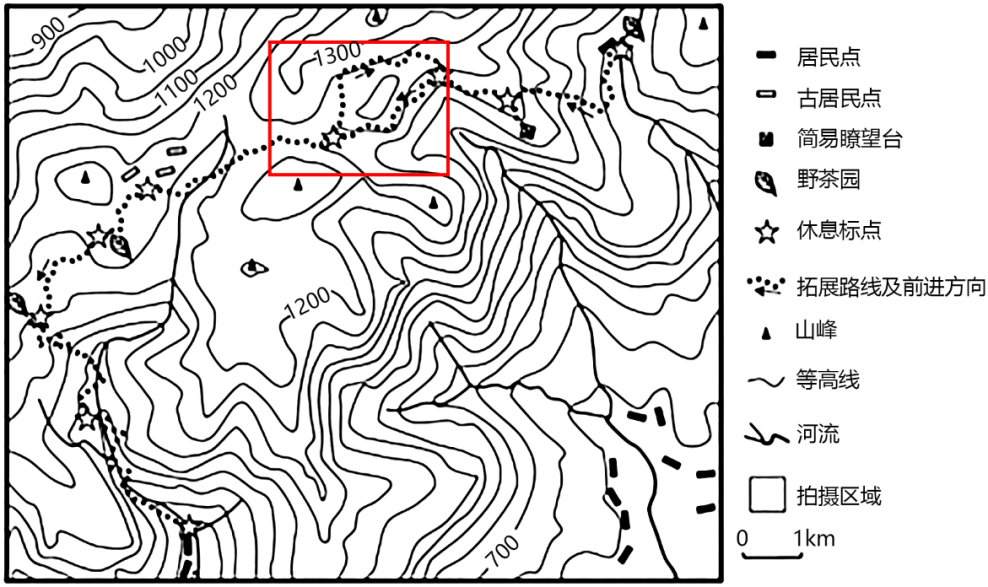 900
1000
1100
1200
1300
1200
700
居民点
古居民点
简易瞭望台
野茶园
休息标点
拓展路线及前进方向
山峰
等高线
河流
拍摄区域
0 1km